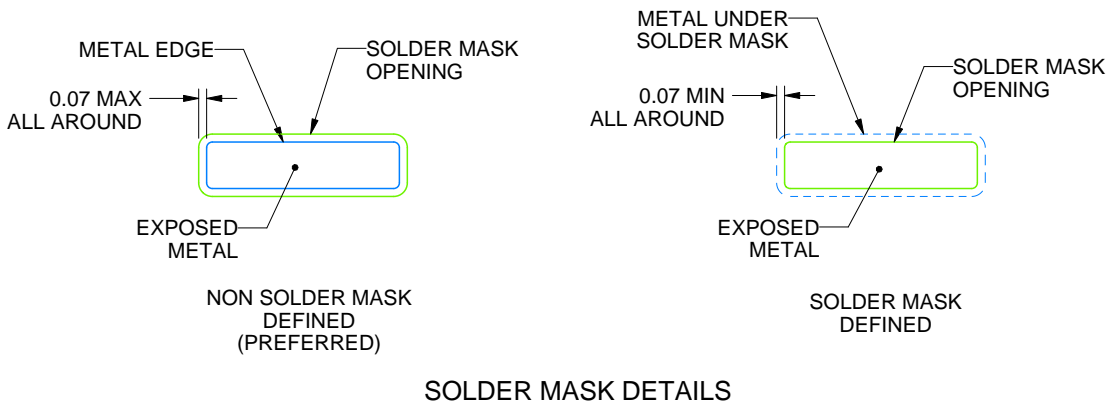 METAL EDGE
SOLDER MASK
OPENING
0.07 MAX
ALL AROUND
EXPOSED
METAL
NON SOLDER MASK
DEFINED
(PREFERRED)
METAL UNDER
SOLDER MASK
SOLDER MASK
OPENING
0.07 MIN
ALL AROUND
EXPOSED
METAL
SOLDER MASK
DEFINED
SOLDER MASK DETAILS